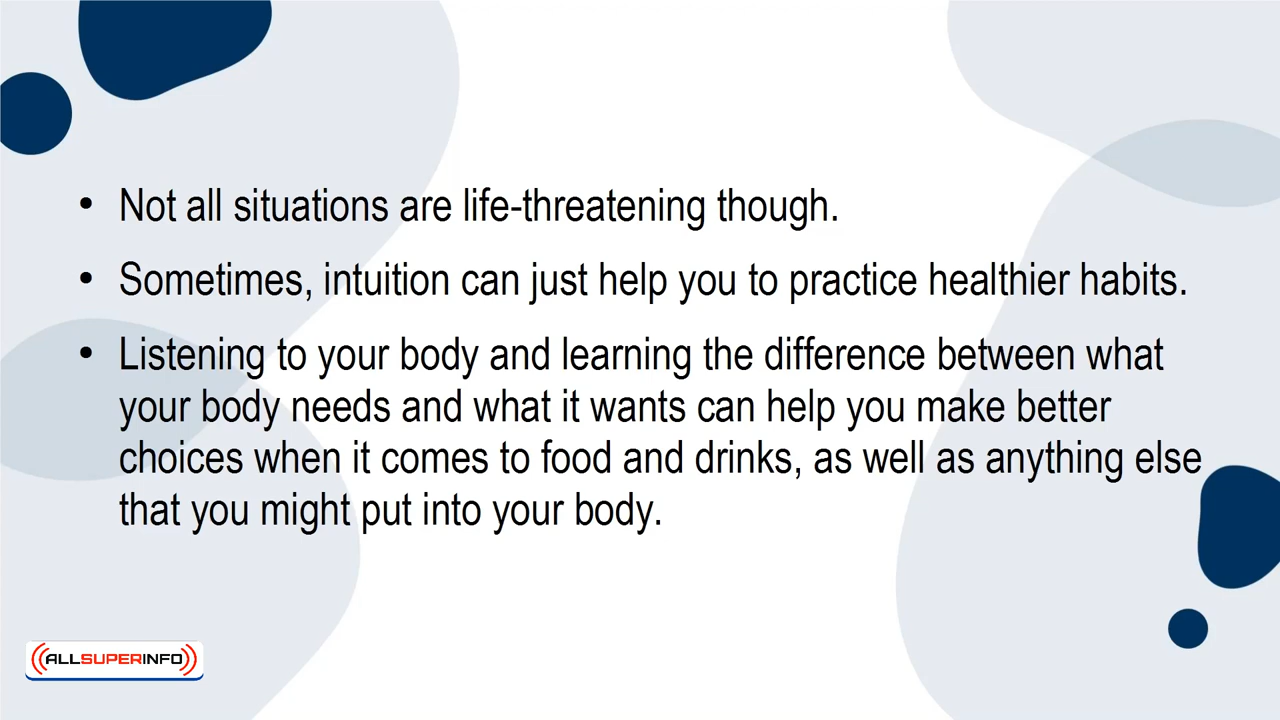 • Not all situations are life-threatening though.
• Sometimes, intuition can just help you to practice healthier habits.
• Listening to your body and learning the difference between what
your body needs and what it wants can help you make better
choices when it comes to food and drinks, as well as anything else
that you might put into your body.
ALLSUPERINFO